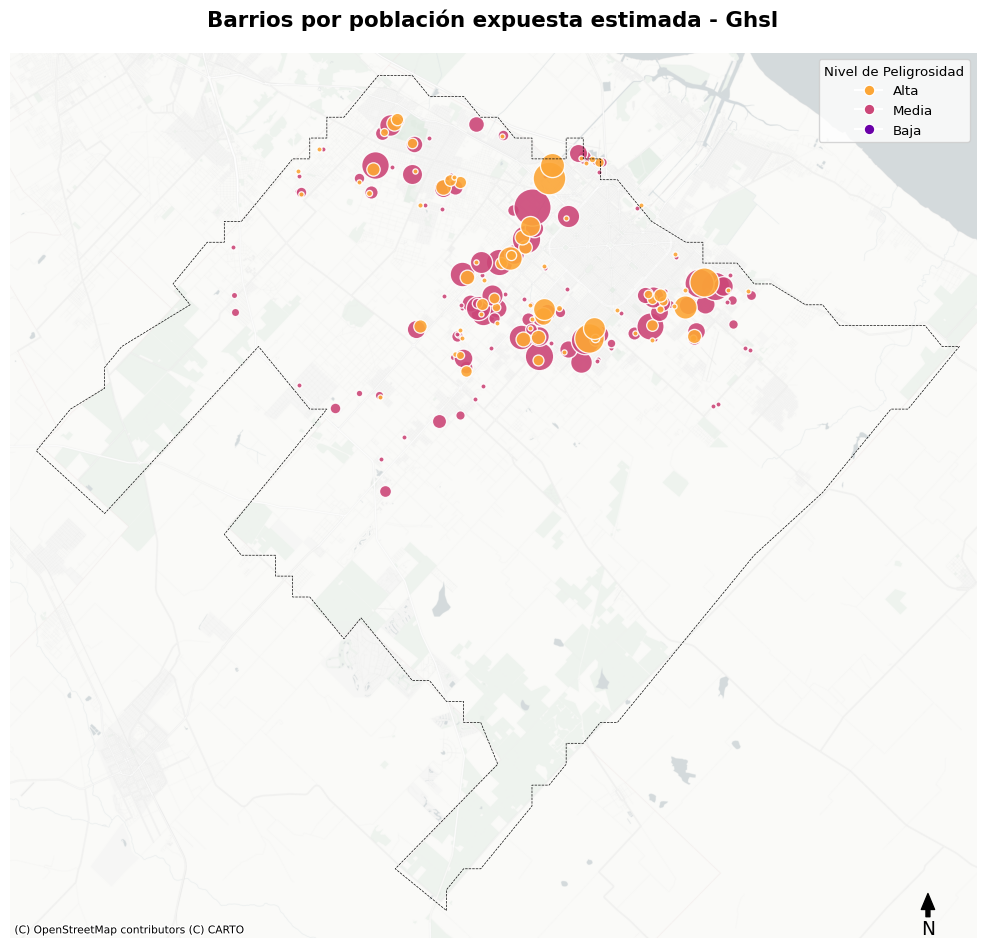 Barrios por población expuesta estimada - Ghsl
Nivel de Peligrosidad
Alta
Media
Baja
(C) OpenStreetMap contributors (C) CARTO
N